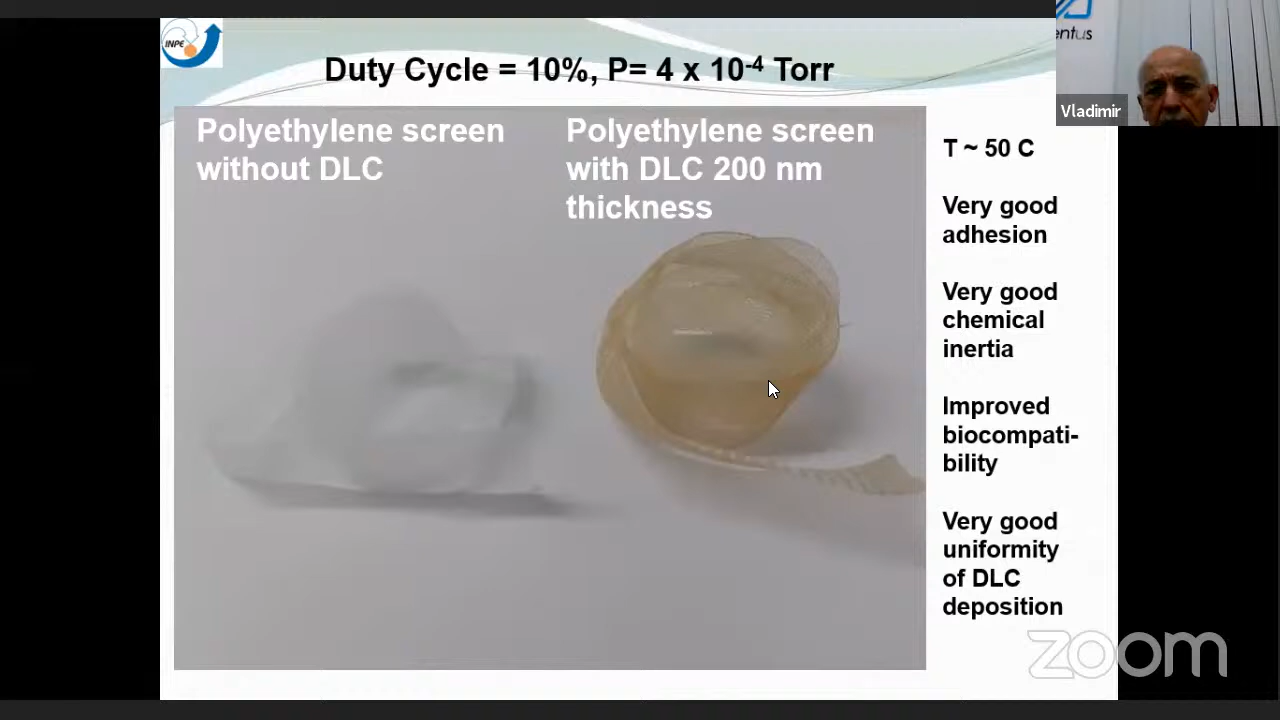 INPE
Duty Cycle = 10%, P= 4 x 10-4 Torr
entus
Vladimir
Polyethylene screen
without DLC
Polyethylene screen
with DLC 200 nm
thickness
T ~ 50 C
Very good
adhesion
Very good
chemical
inertia
Improved
biocompati-
bility
Very good
uniformity
of DLC
deposition
zoom